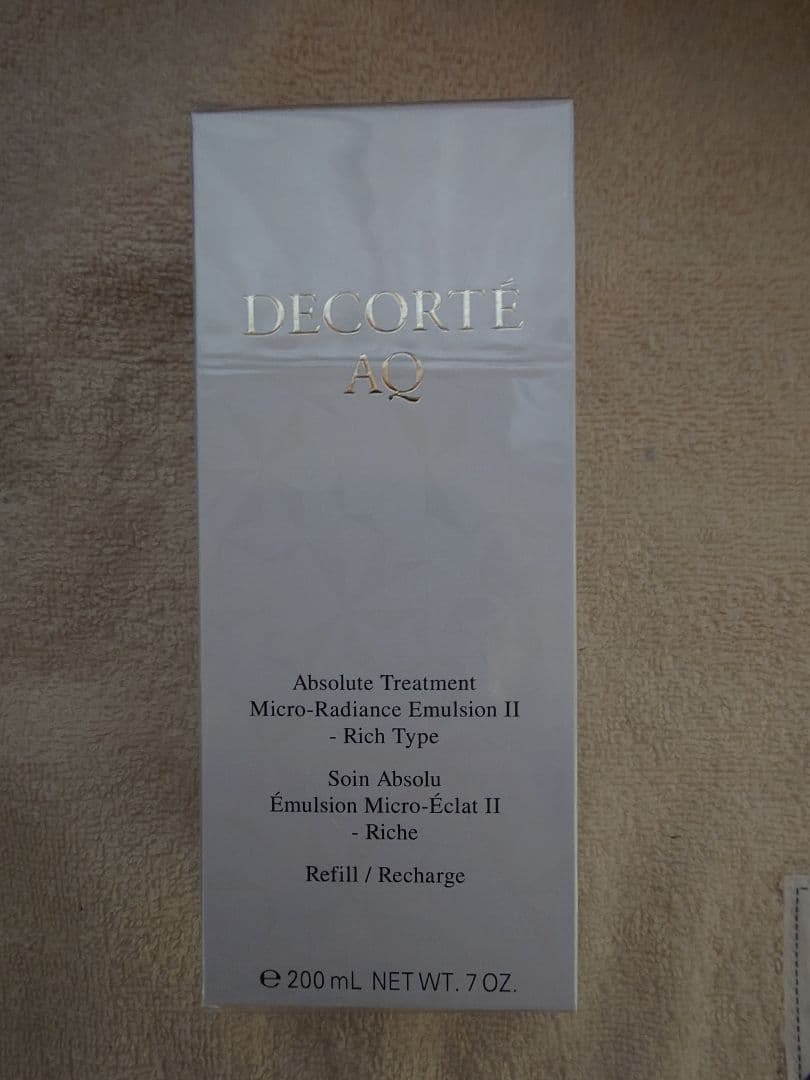 DECORTÉ
AQ
Absolute Treatment
Micro-Radiance Emulsion II
- Rich Type
Soin Absolu
Émulsion Micro-Éclat II
- Riche
Refill / Recharge
℮ 200 mL NET WT. 7 OZ.